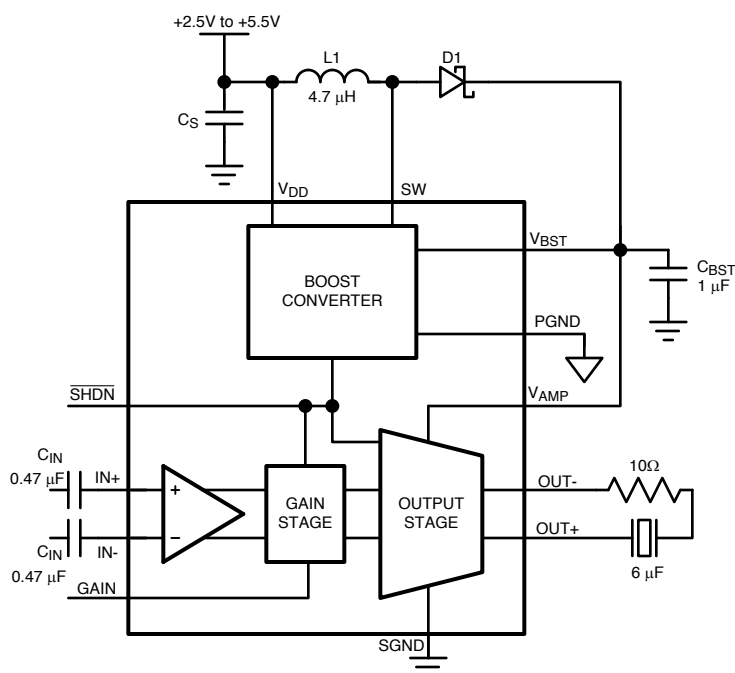 +2.5V to +5.5V
L1
D1
4.7 μH
CS
VDD
SW
VBST
BOOST
CONVERTER
CBST
1 μF
PGND
SHDN
VAMP
CIN
0.47 μF
IN+
+
GAIN
STAGE
OUTPUT
STAGE
OUT-
10Ω
−
IN-
CIN
0.47 μF
OUT+
6 μF
GAIN
SGND